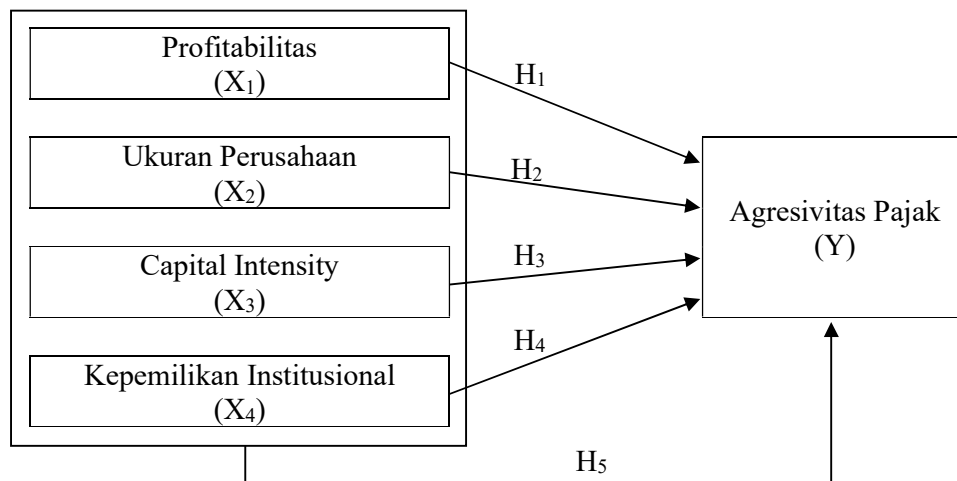 Profitabilitas
(X₁)
H₁
Ukuran Perusahaan
(X₂)
H₂
Capital Intensity
(X₃)
H₃
Kepemilikan Institusional
(X₄)
H₄
Agresivitas Pajak
(Y)
H₅